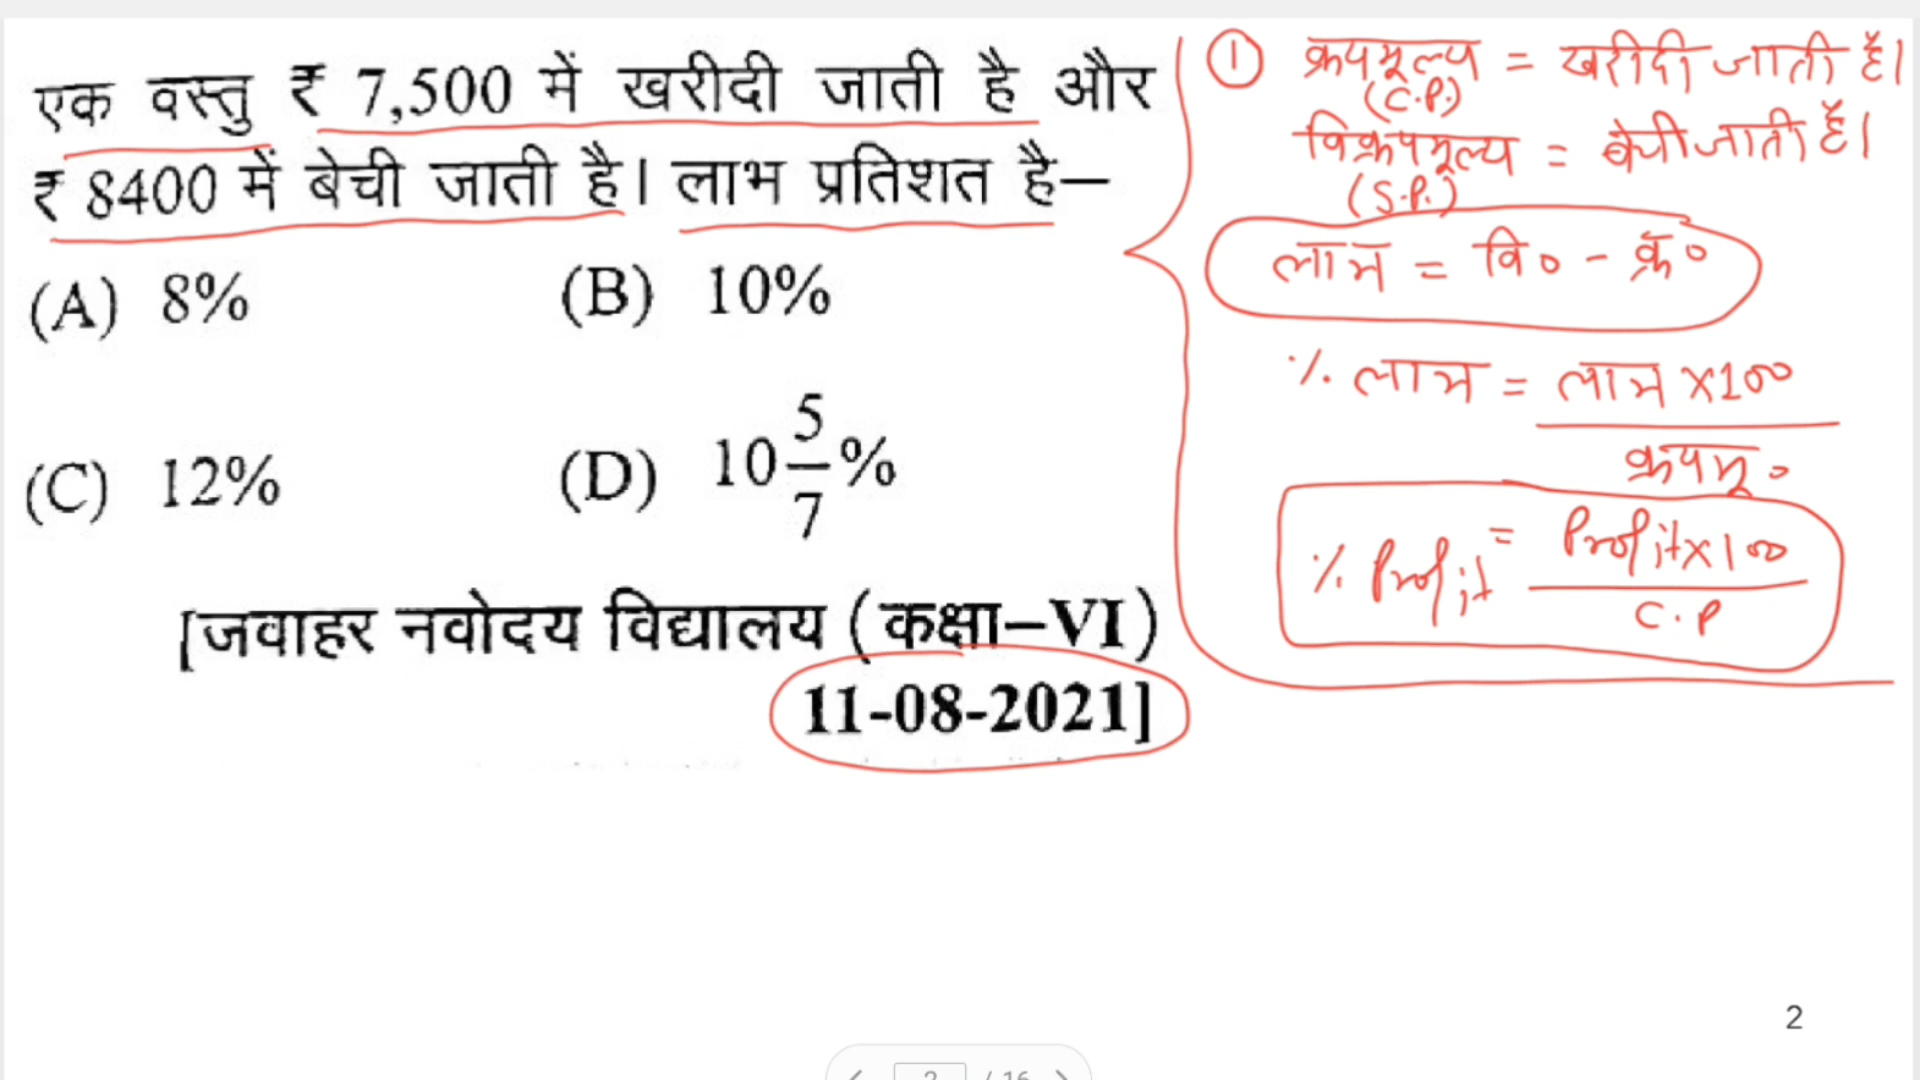 एक वस्तु ₹ 7,500 में खरीदी जाती है और
₹ 8400 में बेची जाती है। लाभ प्रतिशत है–
(A) 8% (B) 10%
(C) 12% (D) 10 5/7 %
[जवाहर नवोदय विद्यालय (कक्षा–VI)
11-08-2021]
① क्रयमूल्य = खरीदी जाती है।
(C.P.)
विक्रयमूल्य = बेची जाती है।
(S.P.)
लाभ = वि० - क्र०
% लाभ = लाभ ×100
क्रयमू०
% Profit = Profit×100
C.P
2
2 / 16